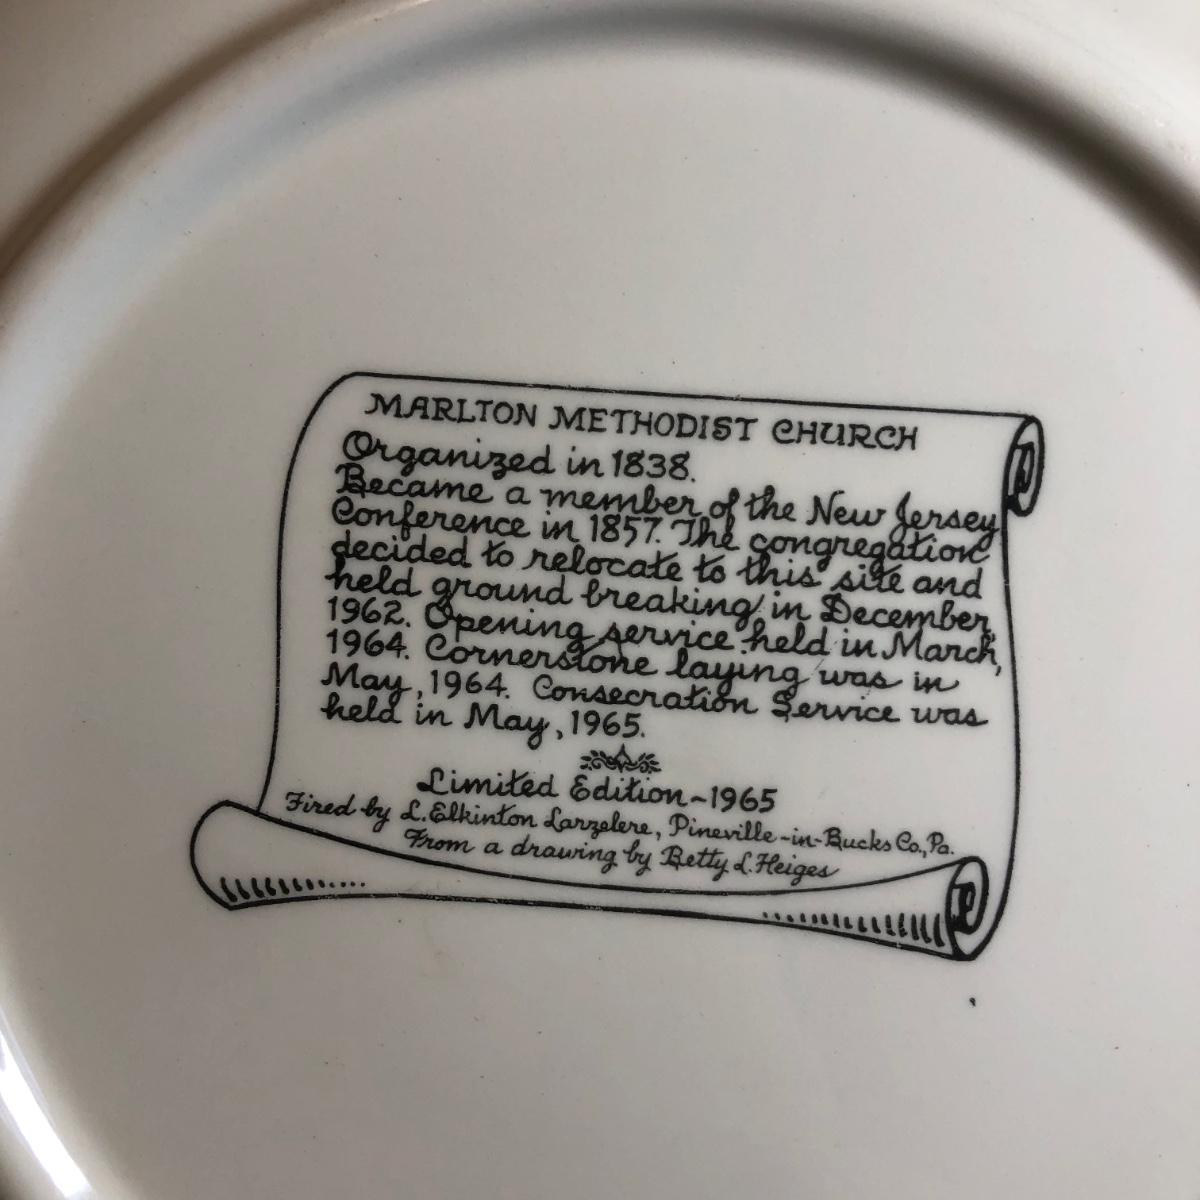 MARLTON METHODIST CHURCH
Organized in 1838.
Became a member of the New Jersey
Conference in 1857. The congregation
decided to relocate to this site and
held ground breaking in December,
1962. Opening service held in March,
1964. Cornerstone laying was in
May, 1964. Consecration Service was
held in May, 1965.
Limited Edition~1965
Fired by L. Elkinton Larzelere, Pineville-in-Bucks Co., Pa.
From a drawing by Betty L. Heiges